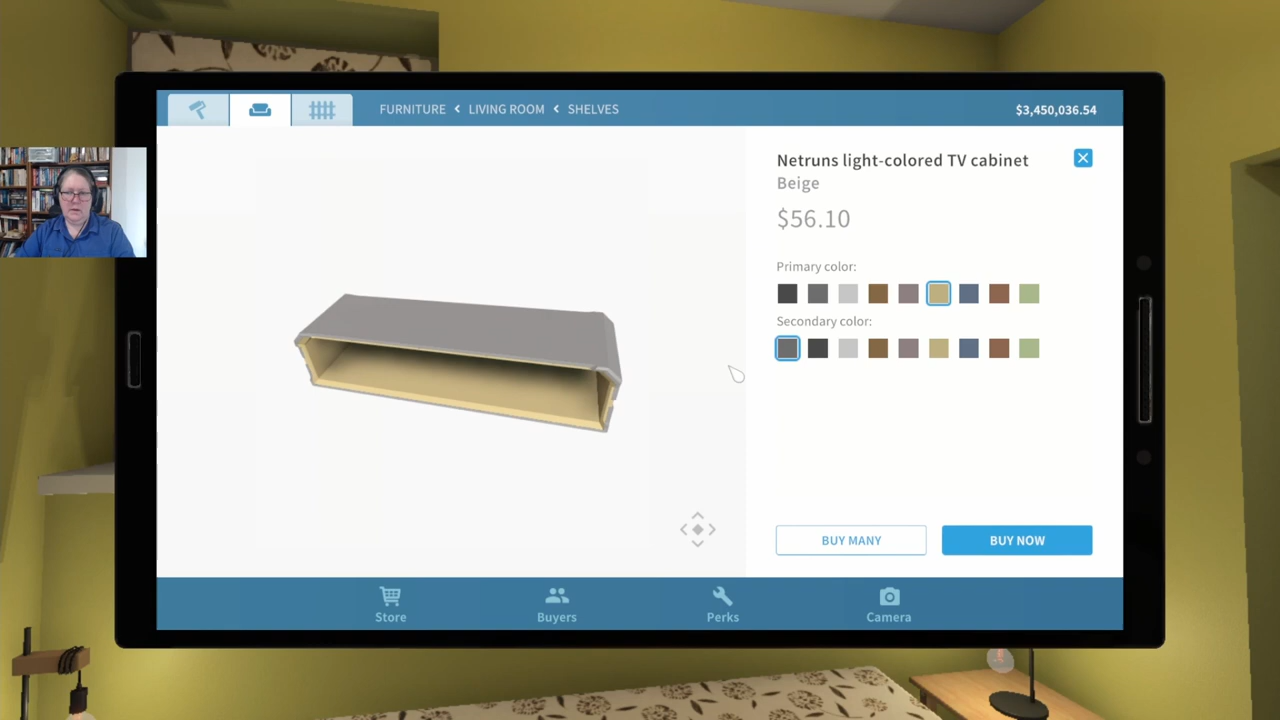 FURNITURE < LIVING ROOM < SHELVES
$3,450,036.54
Netruns light-colored TV cabinet
Beige
$56.10
Primary color:
Secondary color:
BUY MANY
BUY NOW
Store
Buyers
Perks
Camera